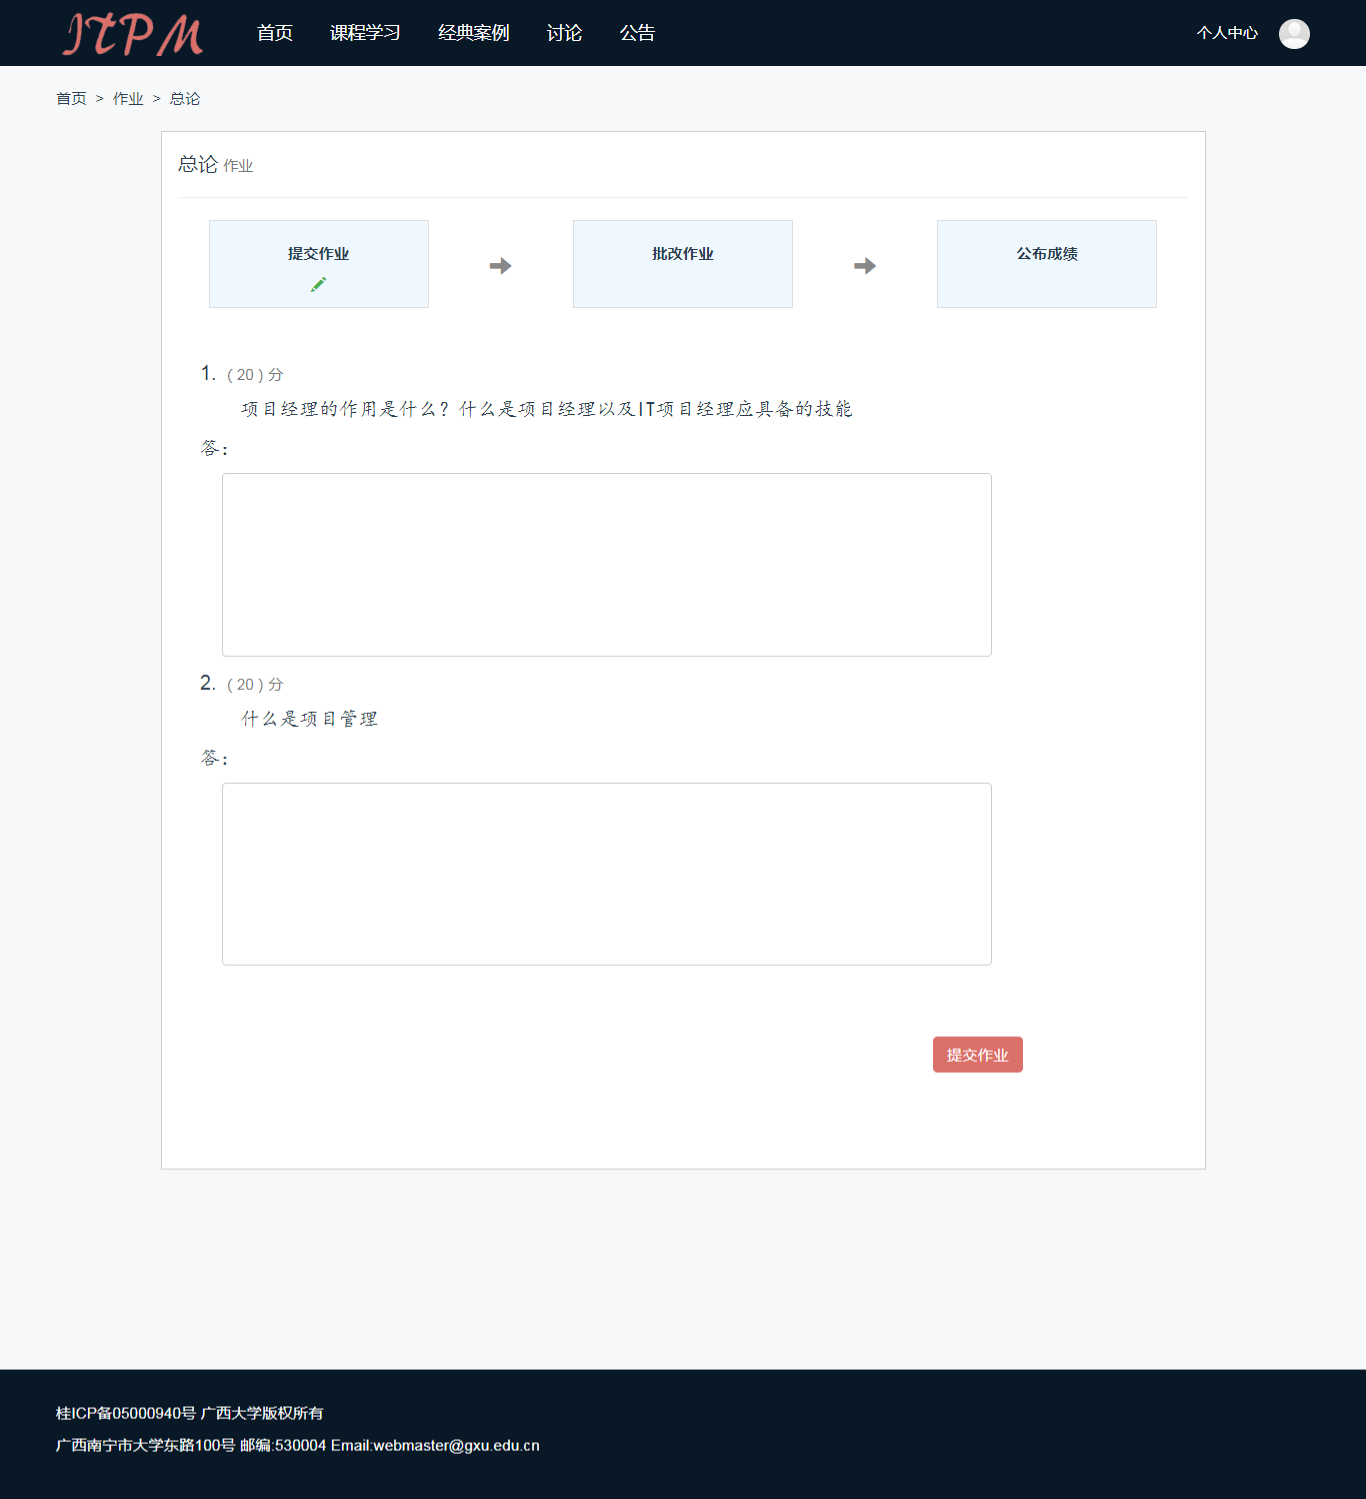 ITPM 首页 课程学习 经典案例 讨论 公告 个人中心
首页 > 作业 > 总论
总论 作业
提交作业 批改作业 公布成绩
1. ( 20 ) 分
项目经理的作用是什么？什么是项目经理以及IT项目经理应具备的技能
答：
2. ( 20 ) 分
什么是项目管理
答：
提交作业
桂ICP备05000940号 广西大学版权所有
广西南宁市大学东路100号 邮编:530004 Email:webmaster@gxu.edu.cn